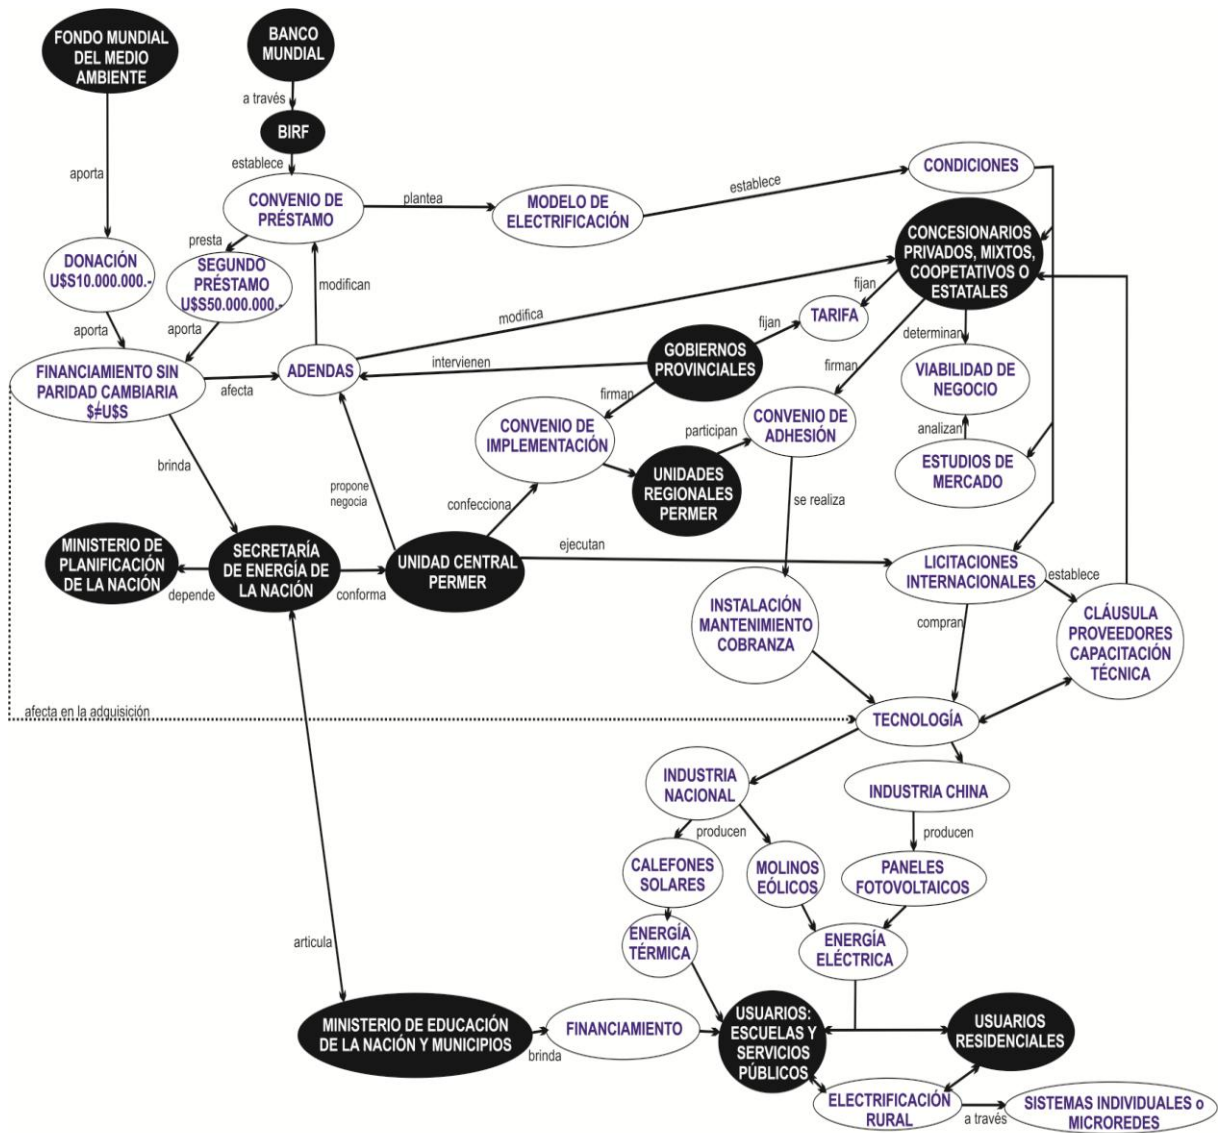 FONDO MUNDIAL
DEL MEDIO
AMBIENTE
BANCO
MUNDIAL
a través
BIRF
aporta
establece
CONVENIO DE
PRÉSTAMO
plantea
MODELO DE
ELECTRIFICACIÓN
establece
CONDICIONES
presta
DONACIÓN
U$S10.000.000.-
SEGUNDO
PRÉSTAMO
U$S50.000.000.-
modifican
CONCESIONARIOS
PRIVADOS, MIXTOS,
COOPETATIVOS O
ESTATALES
aporta
aporta
modifica
fijan
fijan
TARIFA
determinan
FINANCIAMIENTO SIN
PARIDAD CAMBIARIA
$≠U$S
afecta
ADENDAS
intervienen
GOBIERNOS
PROVINCIALES
firman
firman
VIABILIDAD DE
NEGOCIO
CONVENIO DE
IMPLEMENTACIÓN
participan
CONVENIO DE
ADHESIÓN
analizan
brinda
propone
negocia
confecciona
UNIDADES
REGIONALES
PERMER
se realiza
ESTUDIOS DE
MERCADO
MINISTERIO DE
PLANIFICACIÓN
DE LA NACIÓN
depende
SECRETARÍA
DE ENERGÍA DE
LA NACIÓN
conforma
UNIDAD CENTRAL
PERMER
ejecutan
LICITACIONES
INTERNACIONALES
establece
INSTALACIÓN
MANTENIMIENTO
COBRANZA
compran
CLÁUSULA
PROVEEDORES
CAPACITACIÓN
TÉCNICA
afecta en la adquisición
TECNOLOGÍA
INDUSTRIA
NACIONAL
INDUSTRIA CHINA
producen
producen
CALEFONES
SOLARES
MOLINOS
EÓLICOS
PANELES
FOTOVOLTAICOS
ENERGÍA
TÉRMICA
ENERGÍA
ELÉCTRICA
articula
MINISTERIO DE EDUCACIÓN
DE LA NACIÓN Y MUNICIPIOS
brinda
FINANCIAMIENTO
USUARIOS:
ESCUELAS Y
SERVICIOS
PÚBLICOS
USUARIOS
RESIDENCIALES
ELECTRIFICACIÓN
RURAL
a través
SISTEMAS INDIVIDUALES o
MICROREDES